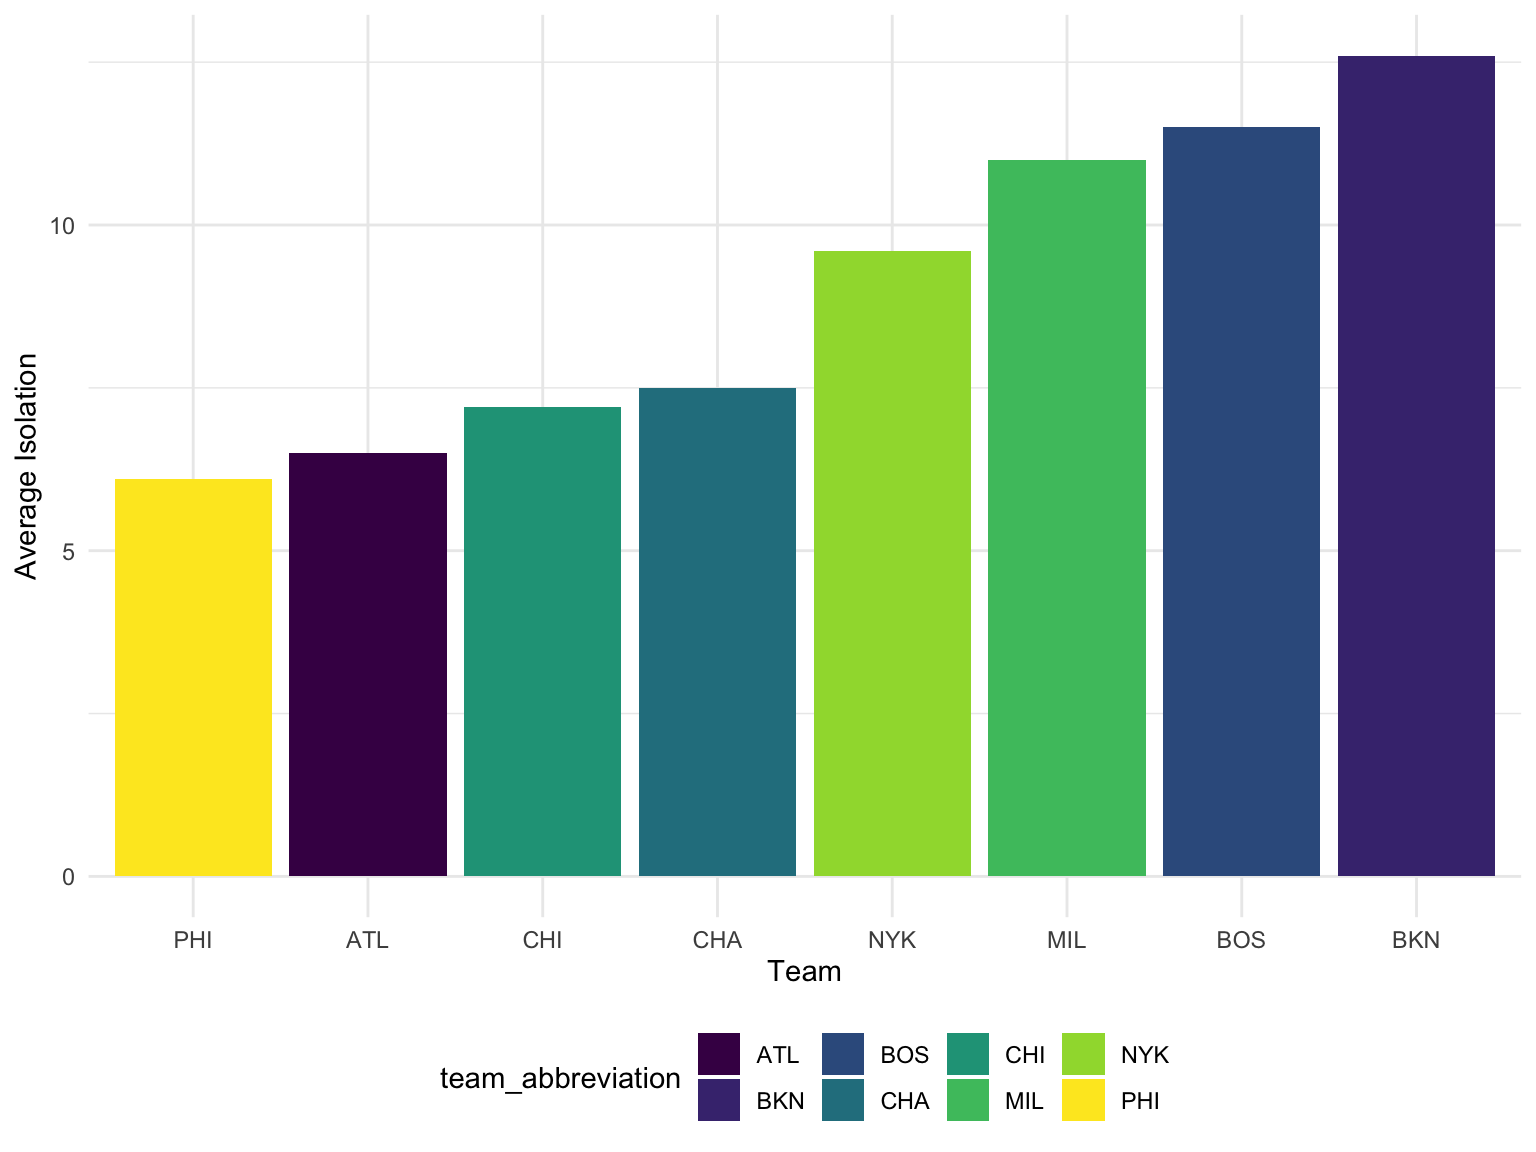 Average Isolation
10
5
0
PHI ATL CHI CHA NYK MIL BOS BKN
Team
team_abbreviation
ATL BOS CHI NYK
BKN CHA MIL PHI